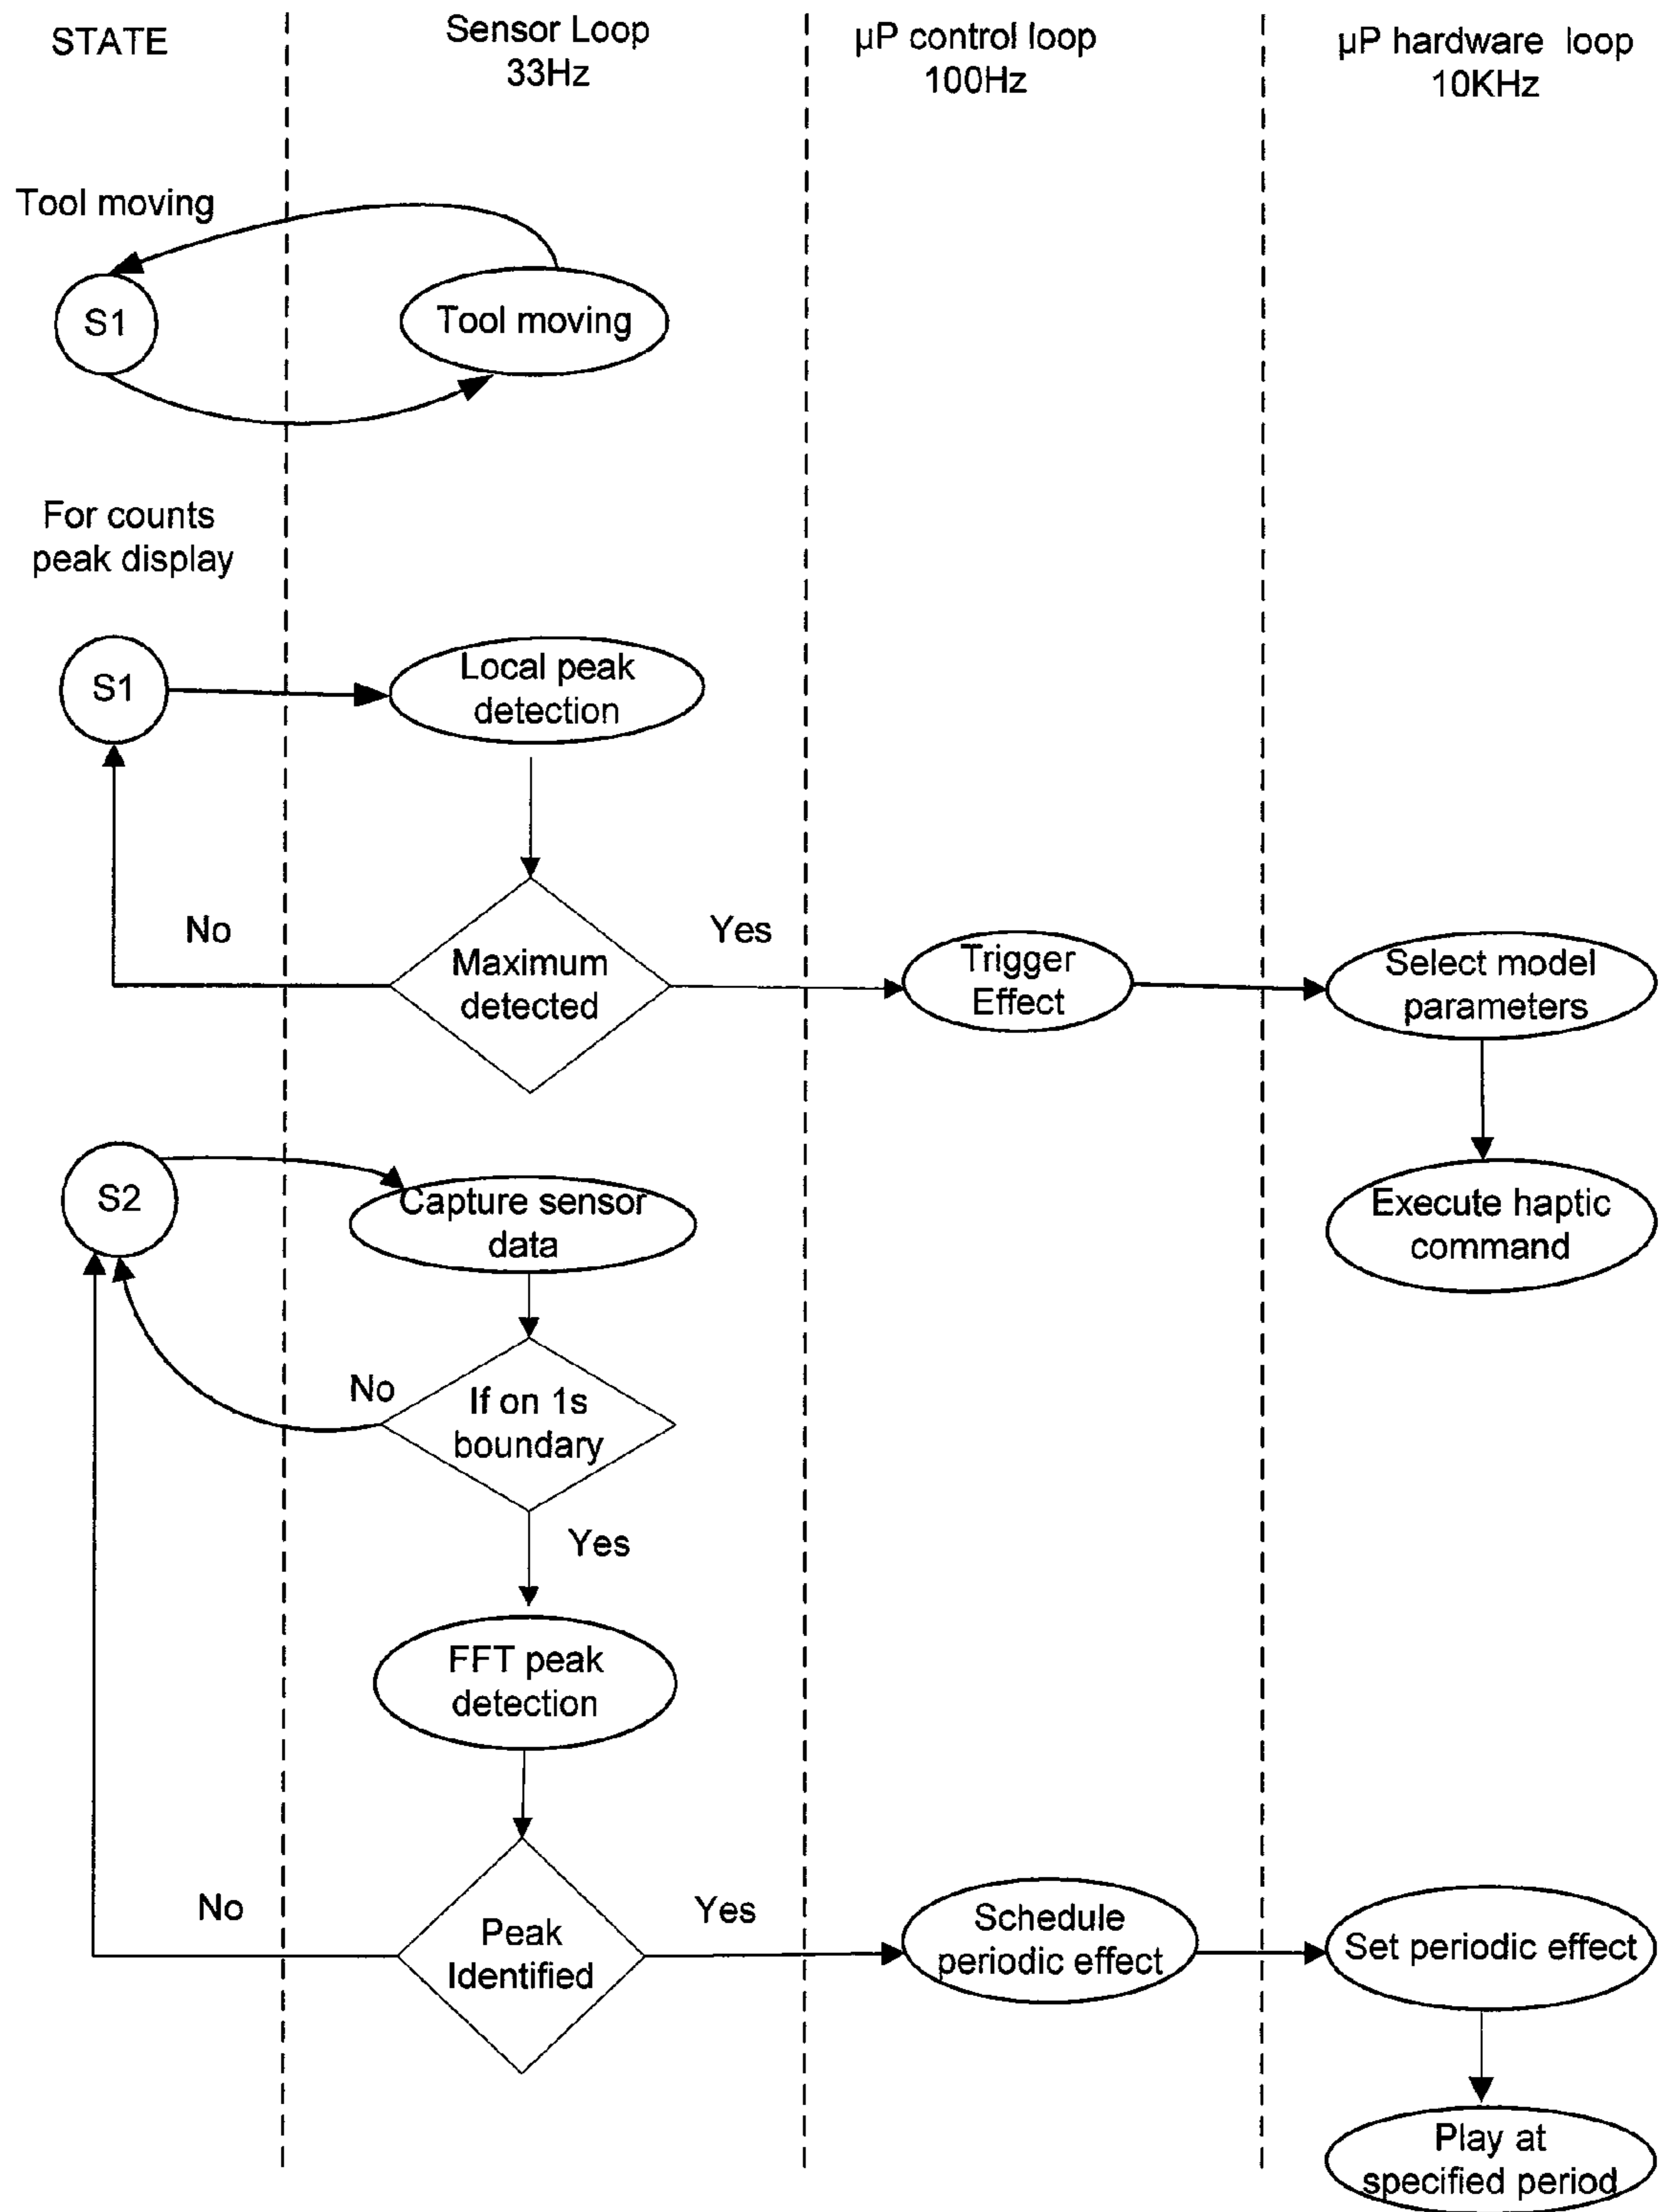 STATE
Sensor Loop
33Hz
µP control loop
100Hz
µP hardware loop
10KHz
Tool moving
S1
Tool moving
For counts
peak display
S1
Local peak
detection
No
Maximum
detected
Yes
Trigger
Effect
Select model
parameters
Execute haptic
command
S2
Capture sensor
data
No
If on 1s
boundary
Yes
FFT peak
detection
No
Peak
Identified
Yes
Schedule
periodic effect
Set periodic effect
Play at
specified period